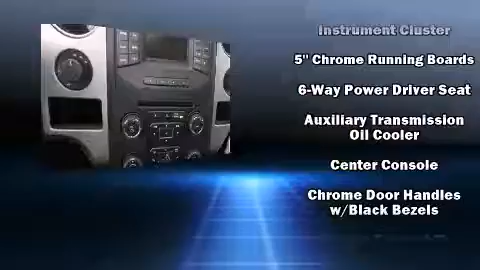 Instrument Cluster
5" Chrome Running Boards
6-Way Power Driver Seat
Auxiliary Transmission
Oil Cooler
Center Console
Chrome Door Handles
w/Black Bezels